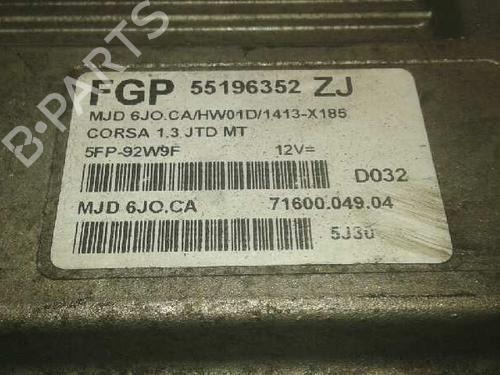 FGP 55196352 ZJ
MJD 6JO.CA/HW01D/1413-X185
CORSA 1.3 JTD MT
5FP-92W9F 12V=
D032
MJD 6JO.CA 71600.049.04
5J30
B-PARTS